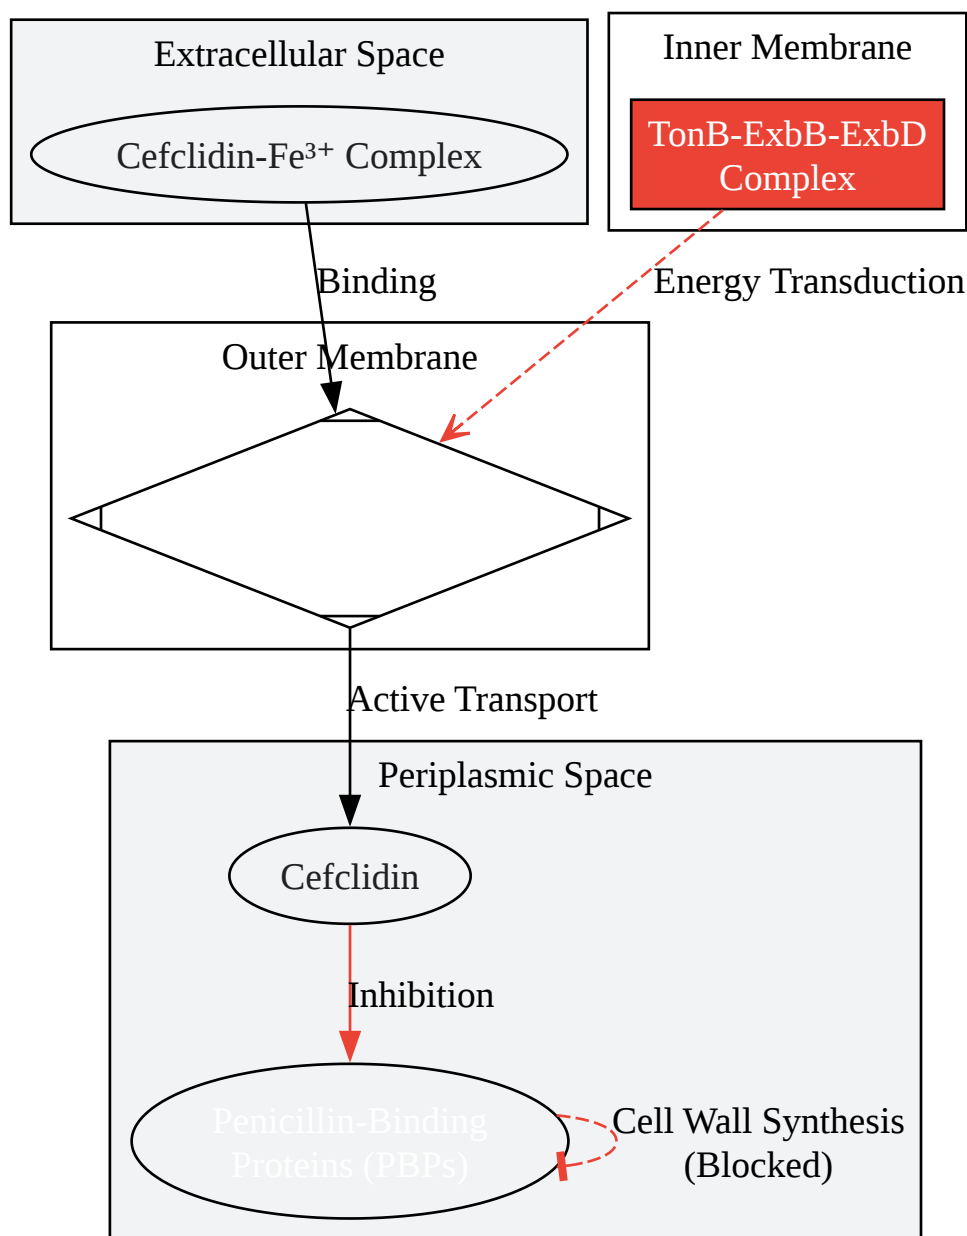 Extracellular Space
Inner Membrane
Cefclidin-Fe³⁺ Complex
TonB-ExbB-ExbD
Complex
Binding
Energy Transduction
Outer Membrane
Active Transport
Periplasmic Space
Cefclidin
Inhibition
Penicillin-Binding
Proteins (PBPs)
Cell Wall Synthesis
(Blocked)